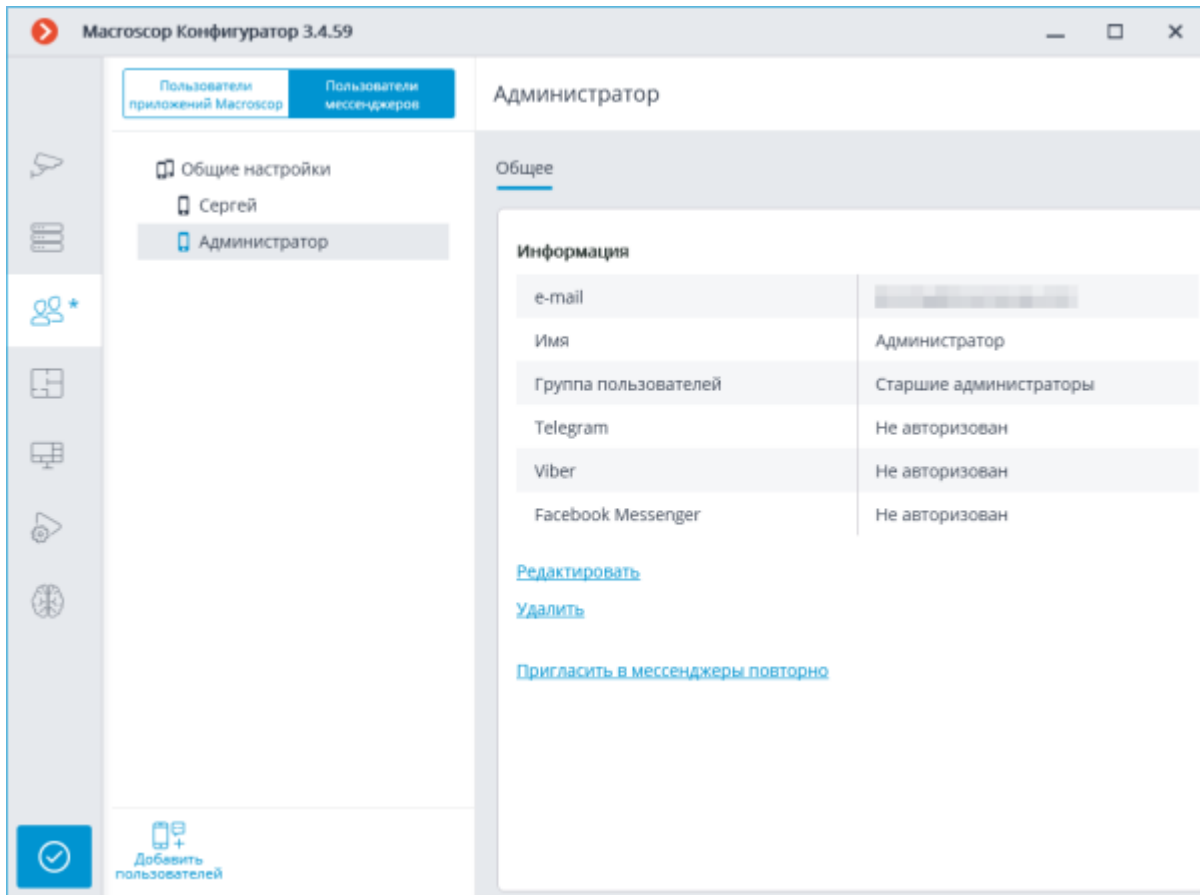 Macroscop Конфигуратор 3.4.59
Пользователи
приложений Macroscop
Пользователи
мессенджеров
Администратор
Общие настройки
Сергей
Администратор
Общее
Информация
e-mail
Имя Администратор
Группа пользователей Старшие администраторы
Telegram Не авторизован
Viber Не авторизован
Facebook Messenger Не авторизован
Редактировать
Удалить
Пригласить в мессенджеры повторно
Добавить
пользователей